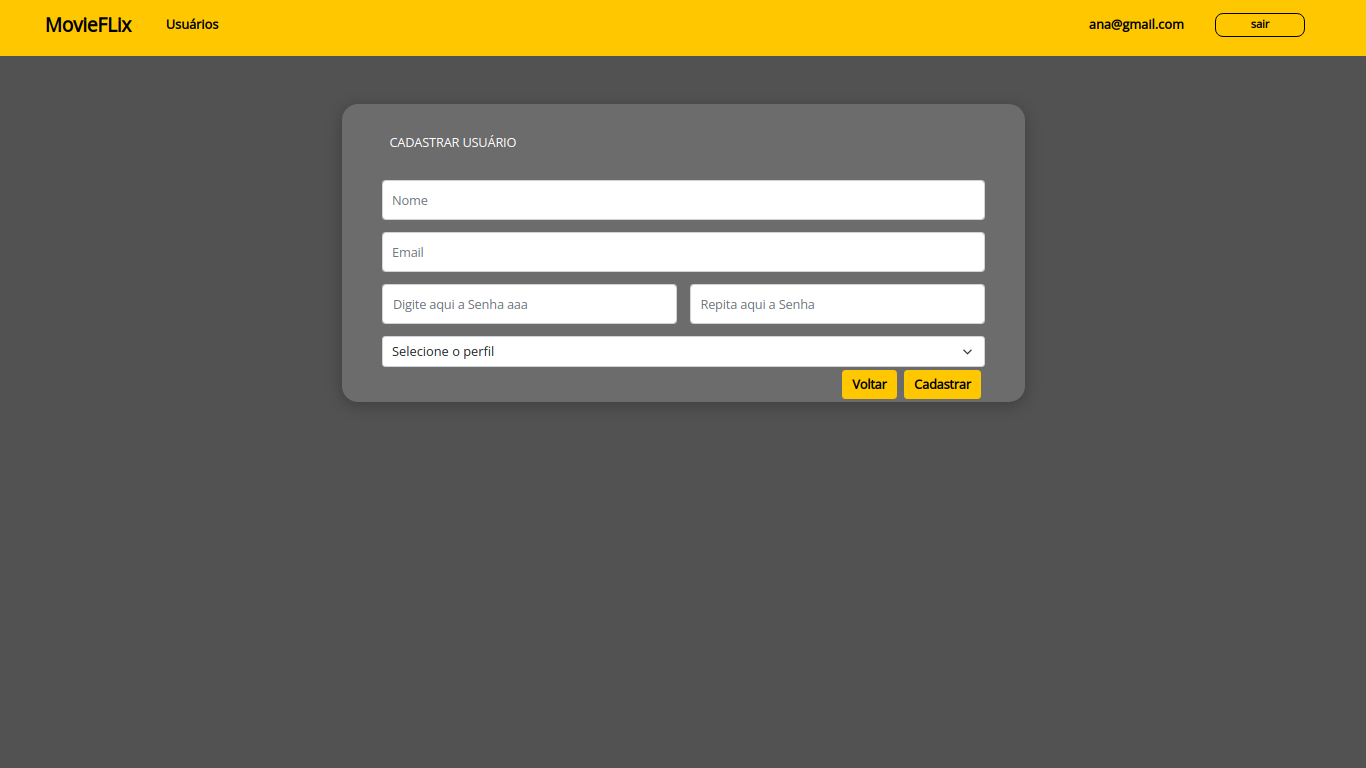 MovieFLix Usuários ana@gmail.com sair
CADASTRAR USUÁRIO
Nome
Email
Digite aqui a Senha aaa Repita aqui a Senha
Selecione o perfil
Voltar Cadastrar